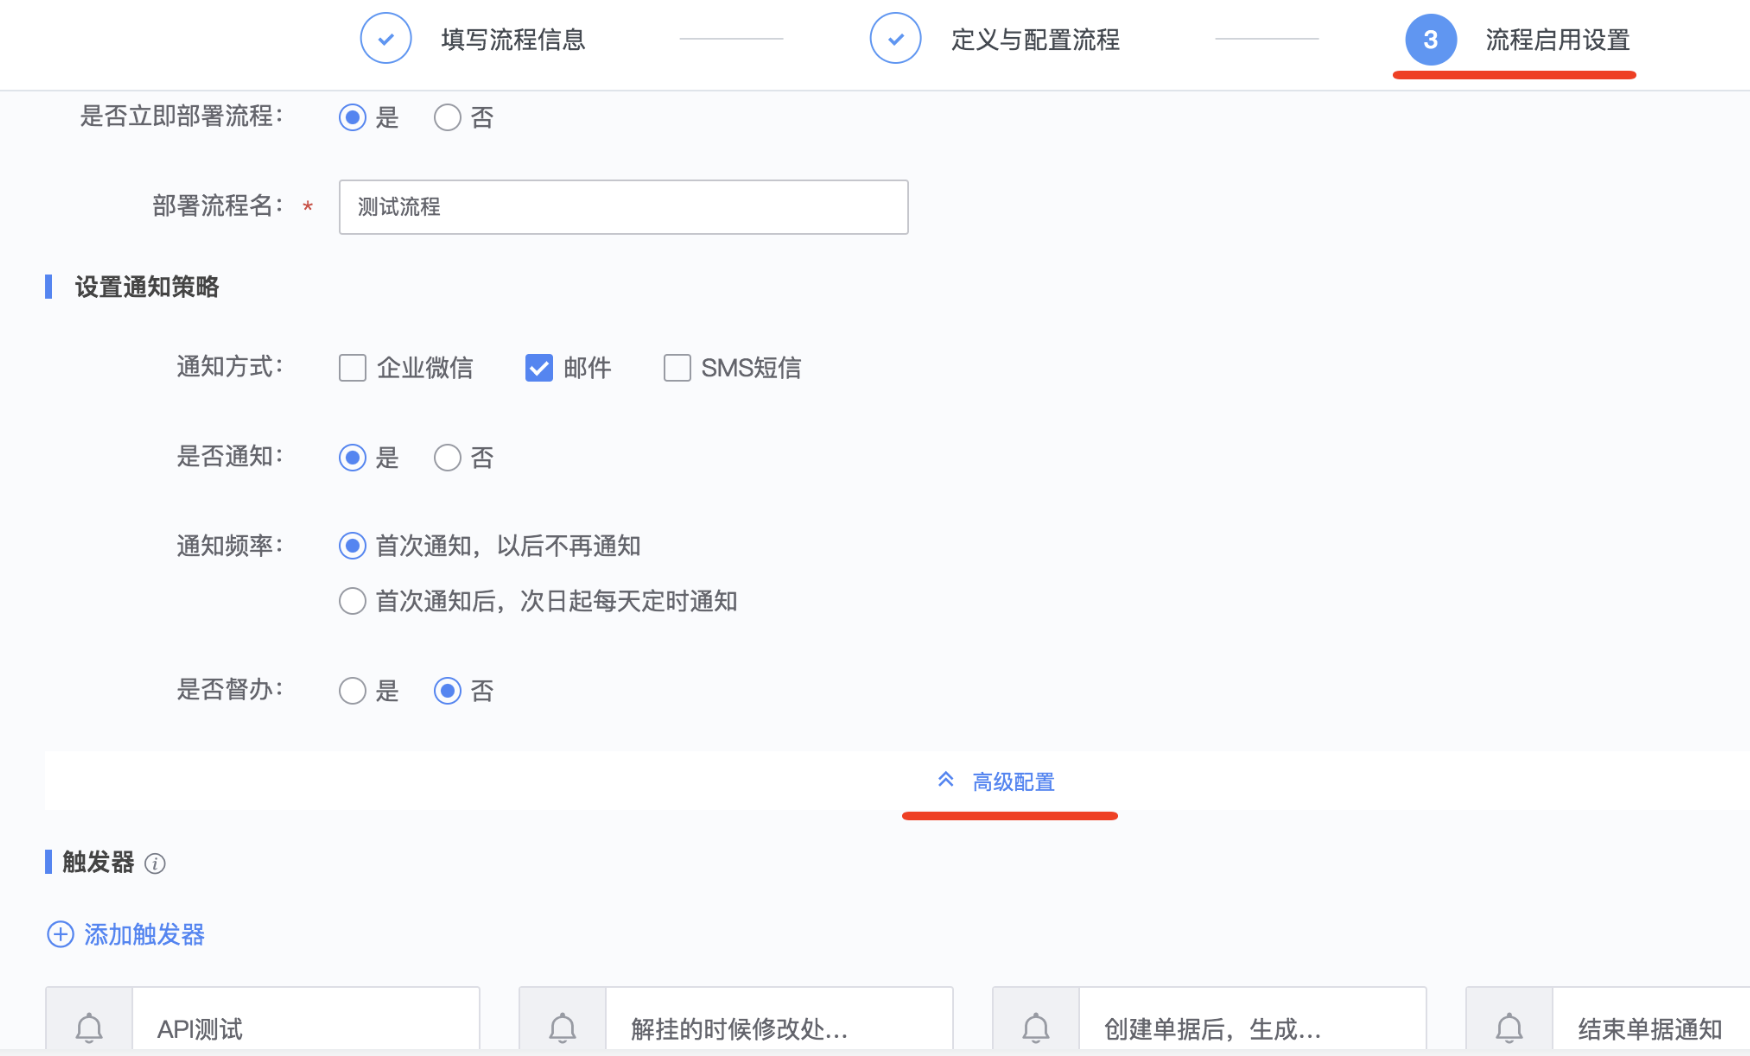 填写流程信息
定义与配置流程
3 流程启用设置
是否立即部署流程： 是 否
部署流程名： * 测试流程
设置通知策略
通知方式： 企业微信 邮件 SMS短信
是否通知： 是 否
通知频率： 首次通知，以后不再通知
首次通知后，次日起每天定时通知
是否督办： 是 否
高级配置
触发器
添加触发器
API测试
解挂的时候修改处...
创建单据后，生成...
结束单据通知